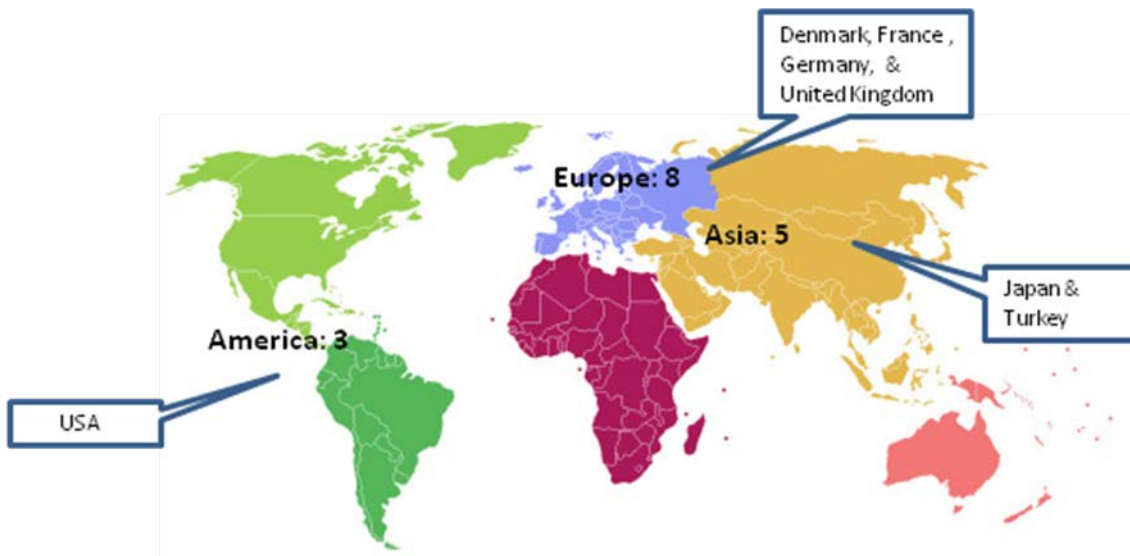 Denmark, France ,
Germany, &
United Kingdom
Europe: 8
Asia: 5
Japan &
Turkey
America: 3
USA